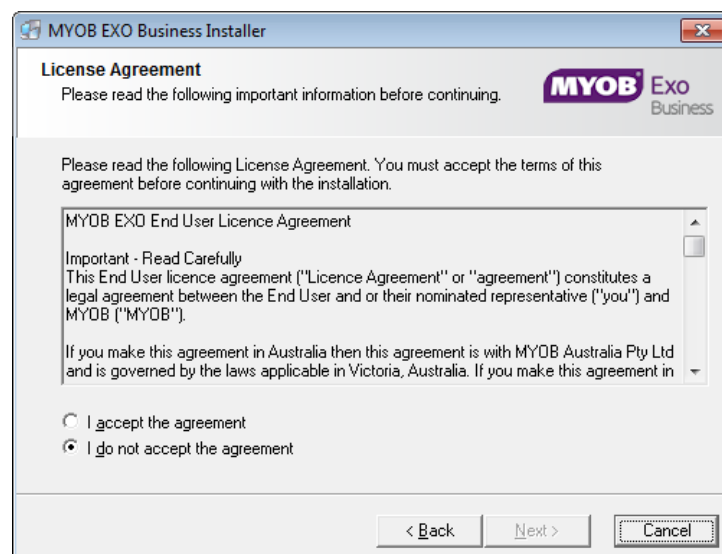 MYOB EXO Business Installer
License Agreement
Please read the following important information before continuing.
MYOB Exo
Business
Please read the following License Agreement. You must accept the terms of this
agreement before continuing with the installation.
MYOB EXO End User Licence Agreement
Important - Read Carefully
This End User licence agreement ("Licence Agreement" or "agreement") constitutes a
legal agreement between the End User and or their nominated representative ("you") and
MYOB ("MYOB").
If you make this agreement in Australia then this agreement is with MYOB Australia Pty Ltd
and is governed by the laws applicable in Victoria, Australia. If you make this agreement in
I accept the agreement
I do not accept the agreement
< Back
Next >
Cancel